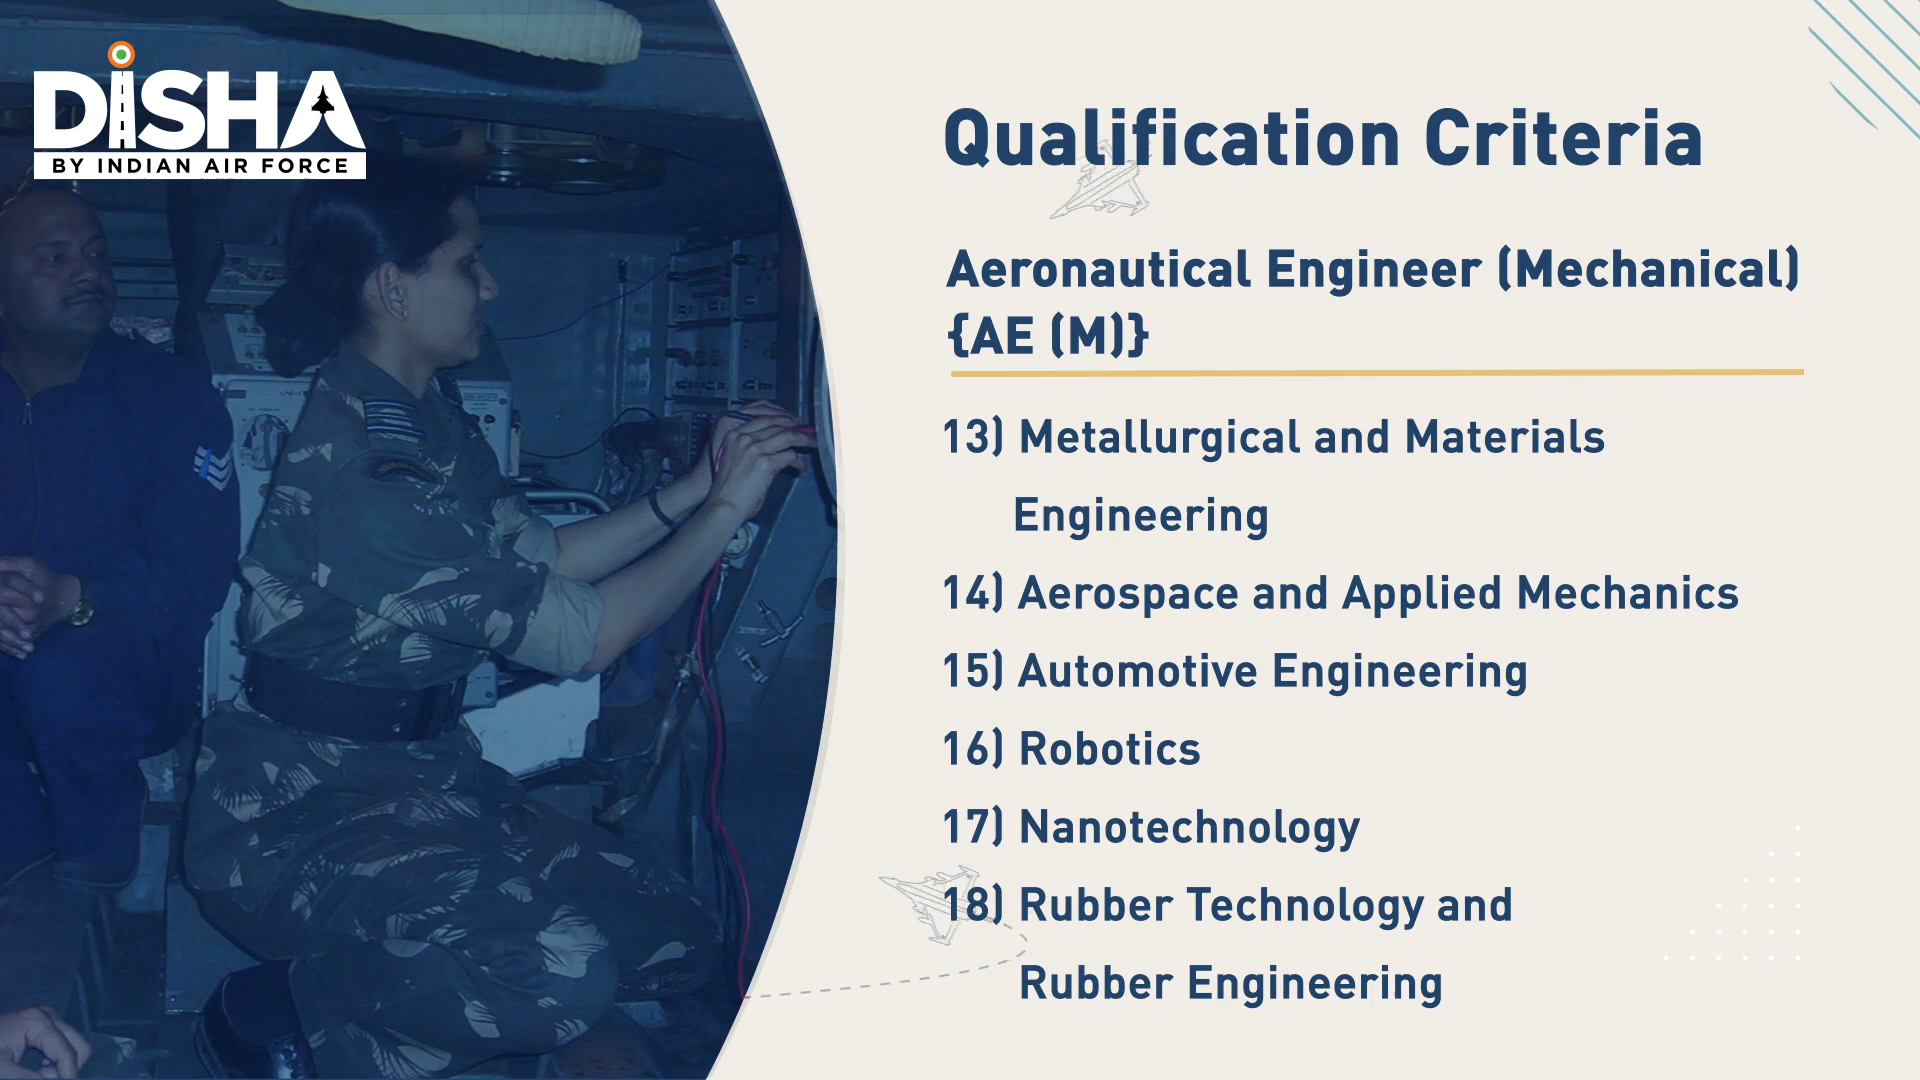 DISHA
BY INDIAN AIR FORCE
Qualification Criteria
Aeronautical Engineer (Mechanical)
{AE (M)}
13) Metallurgical and Materials
Engineering
14) Aerospace and Applied Mechanics
15) Automotive Engineering
16) Robotics
17) Nanotechnology
18) Rubber Technology and
Rubber Engineering